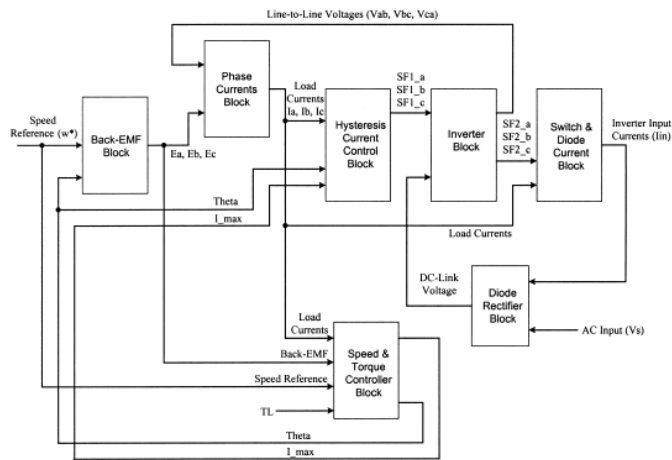 Line-to-Line Voltages (Vab, Vbc, Vca)
Phase
Currents
Block
Load
Currents
Ia, Ib, Ic
SF1_a
SF1_b
SF1_c
Speed
Reference (w*)
Back-EMF
Block
Ea, Eb, Ec
Hysteresis
Current
Control
Block
Inverter
Block
SF2_a
SF2_b
SF2_c
Switch &
Diode
Current
Block
Inverter Input
Currents (Iin)
Theta
I_max
Load Currents
DC-Link
Voltage
Diode
Rectifier
Block
AC Input (Vs)
Load
Currents
Back-EMF
Speed Reference
TL
Speed &
Torque
Controller
Block
Theta
I_max